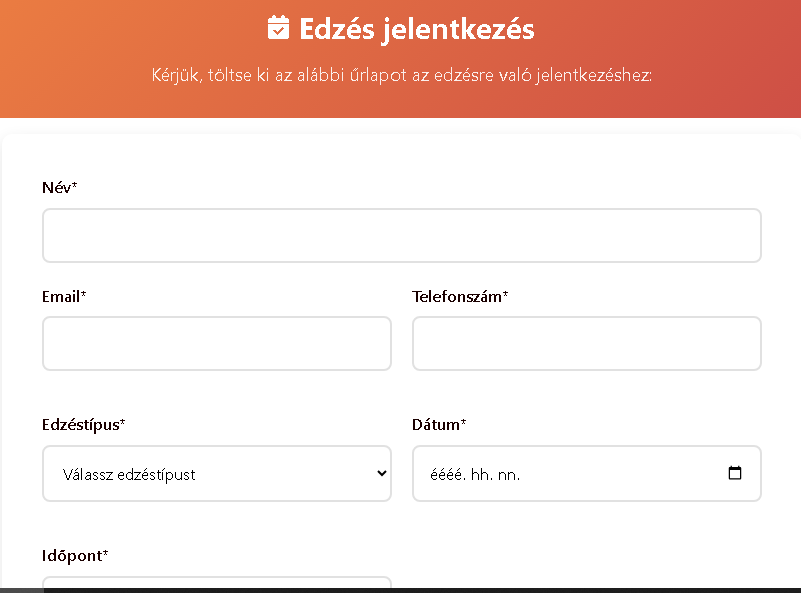 Edzés jelentkezés
Kérjük, töltse ki az alábbi űrlapot az edzésre való jelentkezéshez:
Név*
Email*
Telefonszám*
Edzéstípus*
Dátum*
Válassz edzéstípust
éééé. hh. nn.
Időpont*